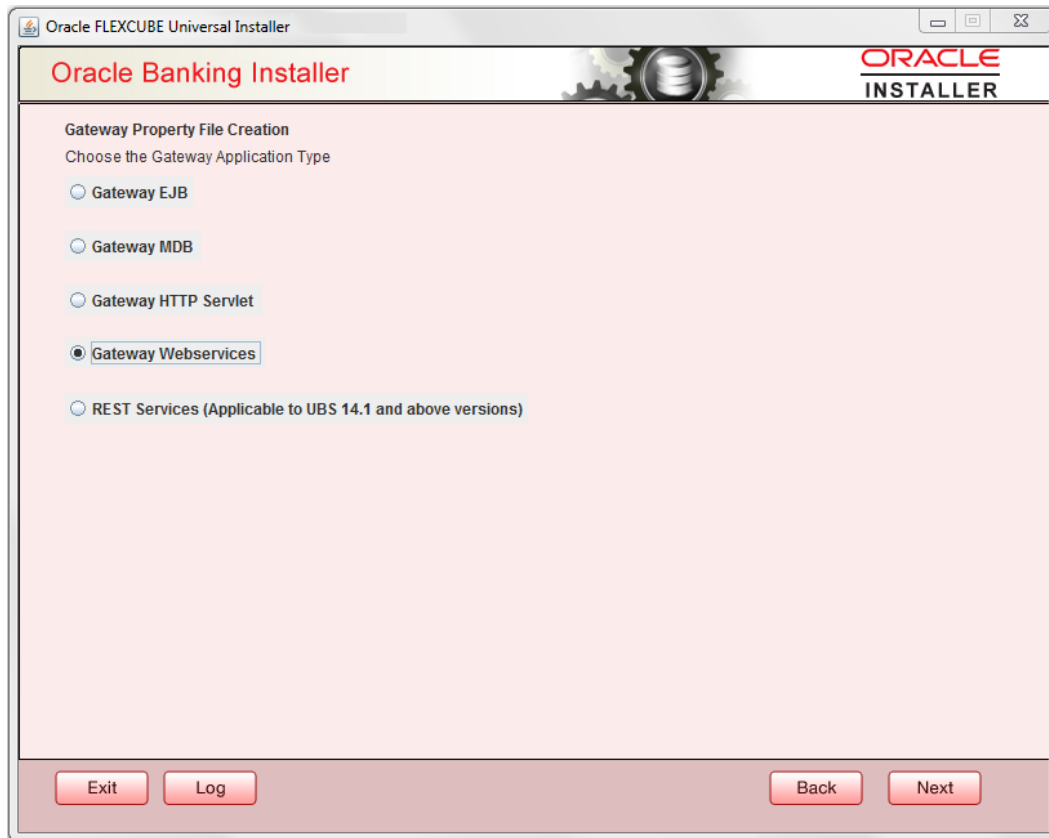 Oracle FLEXCUBE Universal Installer
Oracle Banking Installer
ORACLE
INSTALLER
Gateway Property File Creation
Choose the Gateway Application Type
Gateway EJB
Gateway MDB
Gateway HTTP Servlet
Gateway Webservices
REST Services (Applicable to UBS 14.1 and above versions)
Exit Log Back Next